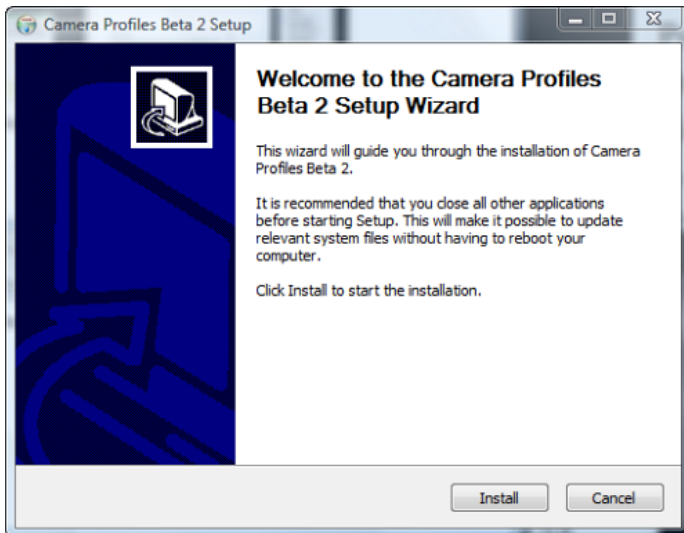 Camera Profiles Beta 2 Setup
Welcome to the Camera Profiles
Beta 2 Setup Wizard
This wizard will guide you through the installation of Camera
Profiles Beta 2.
It is recommended that you close all other applications
before starting Setup. This will make it possible to update
relevant system files without having to reboot your
computer.
Click Install to start the installation.
Install
Cancel